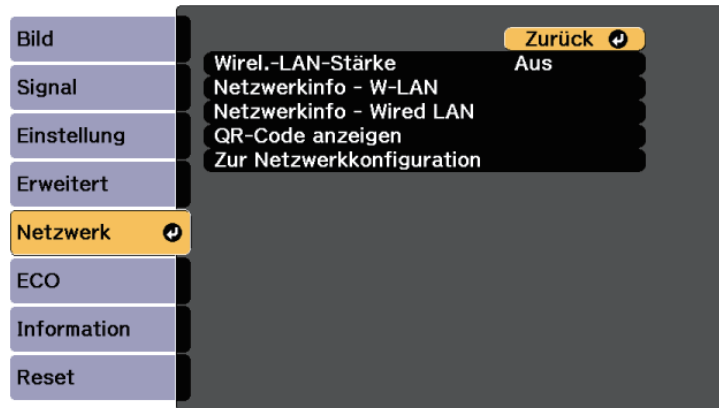 Bild
Signal
Einstellung
Erweitert
Netzwerk
ECO
Information
Reset
Zurück
Wirel.-LAN-Stärke Aus
Netzwerkinfo - W-LAN
Netzwerkinfo - Wired LAN
QR-Code anzeigen
Zur Netzwerkkonfiguration